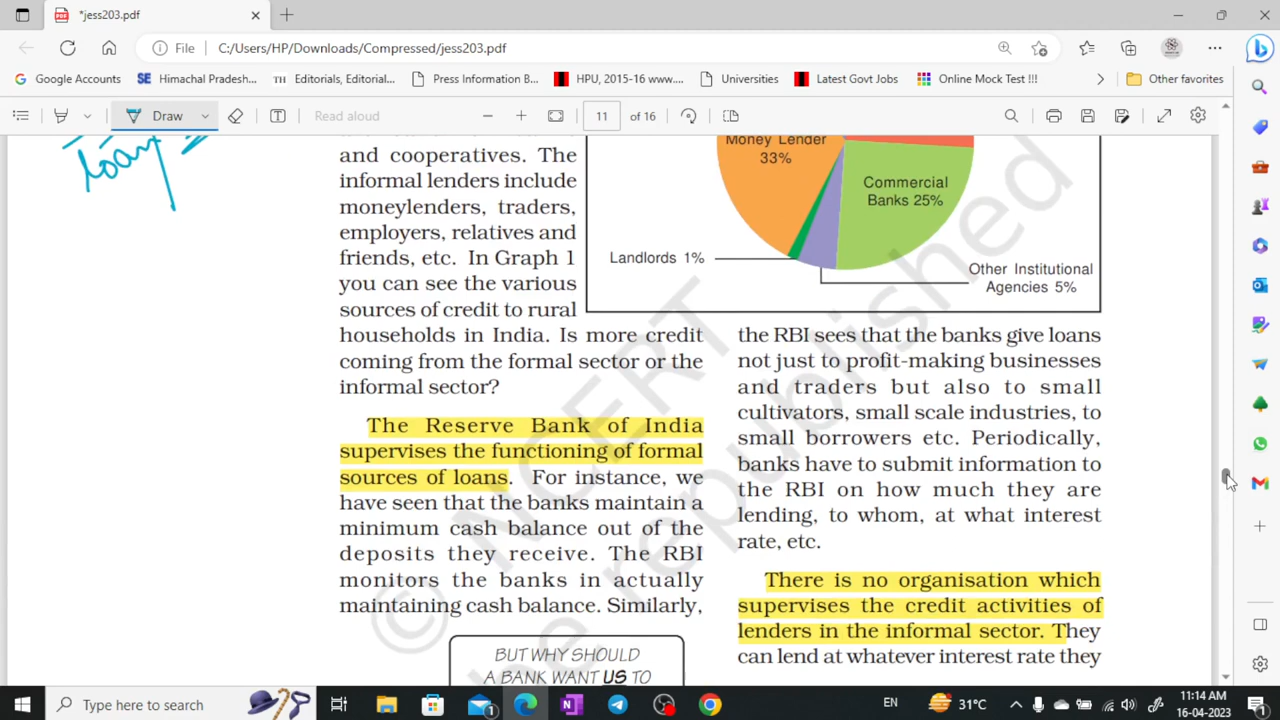 *jess203.pdf
File C:/Users/HP/Downloads/Compressed/jess203.pdf
Google Accounts
SE Himachal Pradesh...
TH Editorials, Editorial...
Press Information B...
HPU, 2015-16 www....
Universities
Latest Govt Jobs
Online Mock Test !!!
Other favorites
Draw
Read aloud
11 of 16
loan
and cooperatives. The
informal lenders include
moneylenders, traders,
employers, relatives and
friends, etc. In Graph 1
you can see the various
sources of credit to rural
households in India. Is more credit
coming from the formal sector or the
informal sector?
The Reserve Bank of India
supervises the functioning of formal
sources of loans. For instance, we
have seen that the banks maintain a
minimum cash balance out of the
deposits they receive. The RBI
monitors the banks in actually
maintaining cash balance. Similarly,
BUT WHY SHOULD
A BANK WANT US TO
Money Lender
33%
Commercial
Banks 25%
Landlords 1%
Other Institutional
Agencies 5%
the RBI sees that the banks give loans
not just to profit-making businesses
and traders but also to small
cultivators, small scale industries, to
small borrowers etc. Periodically,
banks have to submit information to
the RBI on how much they are
lending, to whom, at what interest
rate, etc.
There is no organisation which
supervises the credit activities of
lenders in the informal sector. They
can lend at whatever interest rate they
© NCERT
be republished
Type here to search
1
EN
31°C
11:14 AM
16-04-2023
1